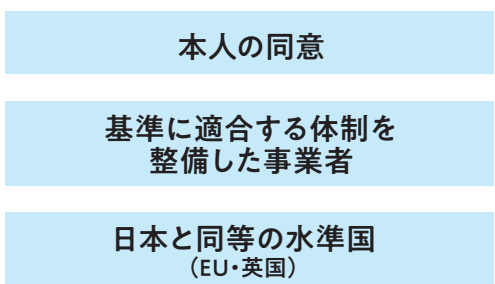 本人の同意
基準に適合する体制を
整備した事業者
日本と同等の水準国
（EU・英国）